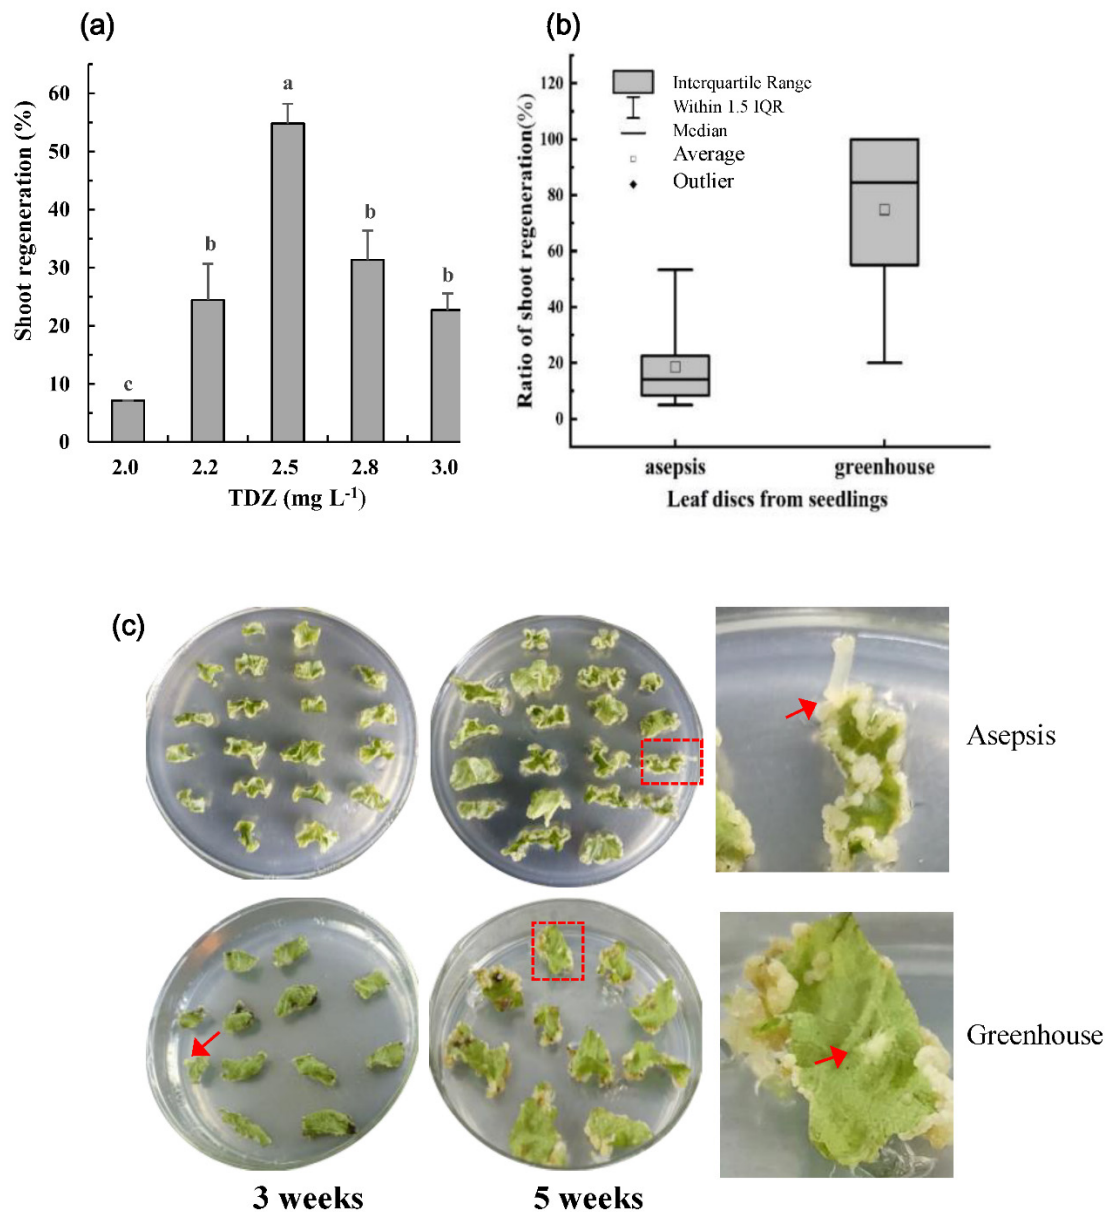 (a)
Shoot regeneration (%)
60
50
40
30
20
10
0
c
b
a
b
b
2.0 2.2 2.5 2.8 3.0
TDZ (mg L⁻¹)
(b)
Ratio of shoot regeneration(%)
120
100
80
60
40
20
0
Interquartile Range
Within 1.5 IQR
Median
Average
Outlier
asepsis greenhouse
Leaf discs from seedlings
(c)
Asepsis
Greenhouse
3 weeks 5 weeks